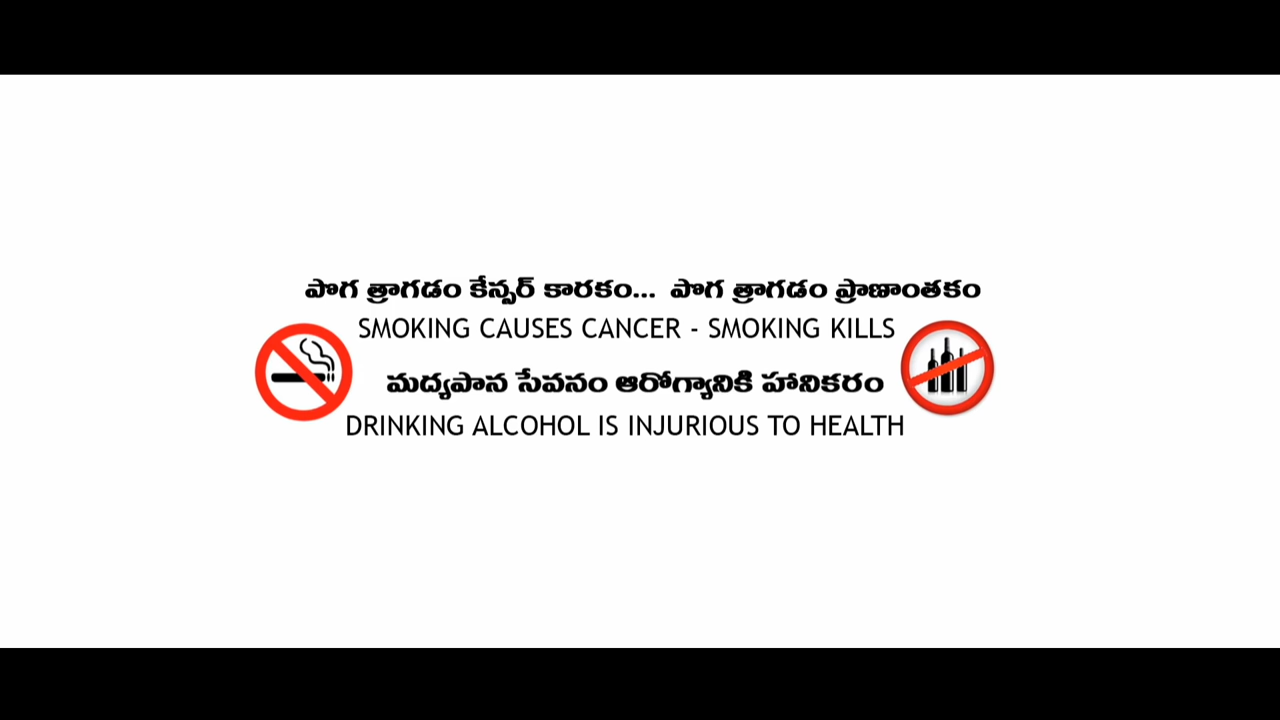 పొగ త్రాగడం కేన్సర్ కారకం... పొగ త్రాగడం ప్రాణాంతకం
SMOKING CAUSES CANCER - SMOKING KILLS
మద్యపాన సేవనం ఆరోగ్యానికి హానికరం
DRINKING ALCOHOL IS INJURIOUS TO HEALTH